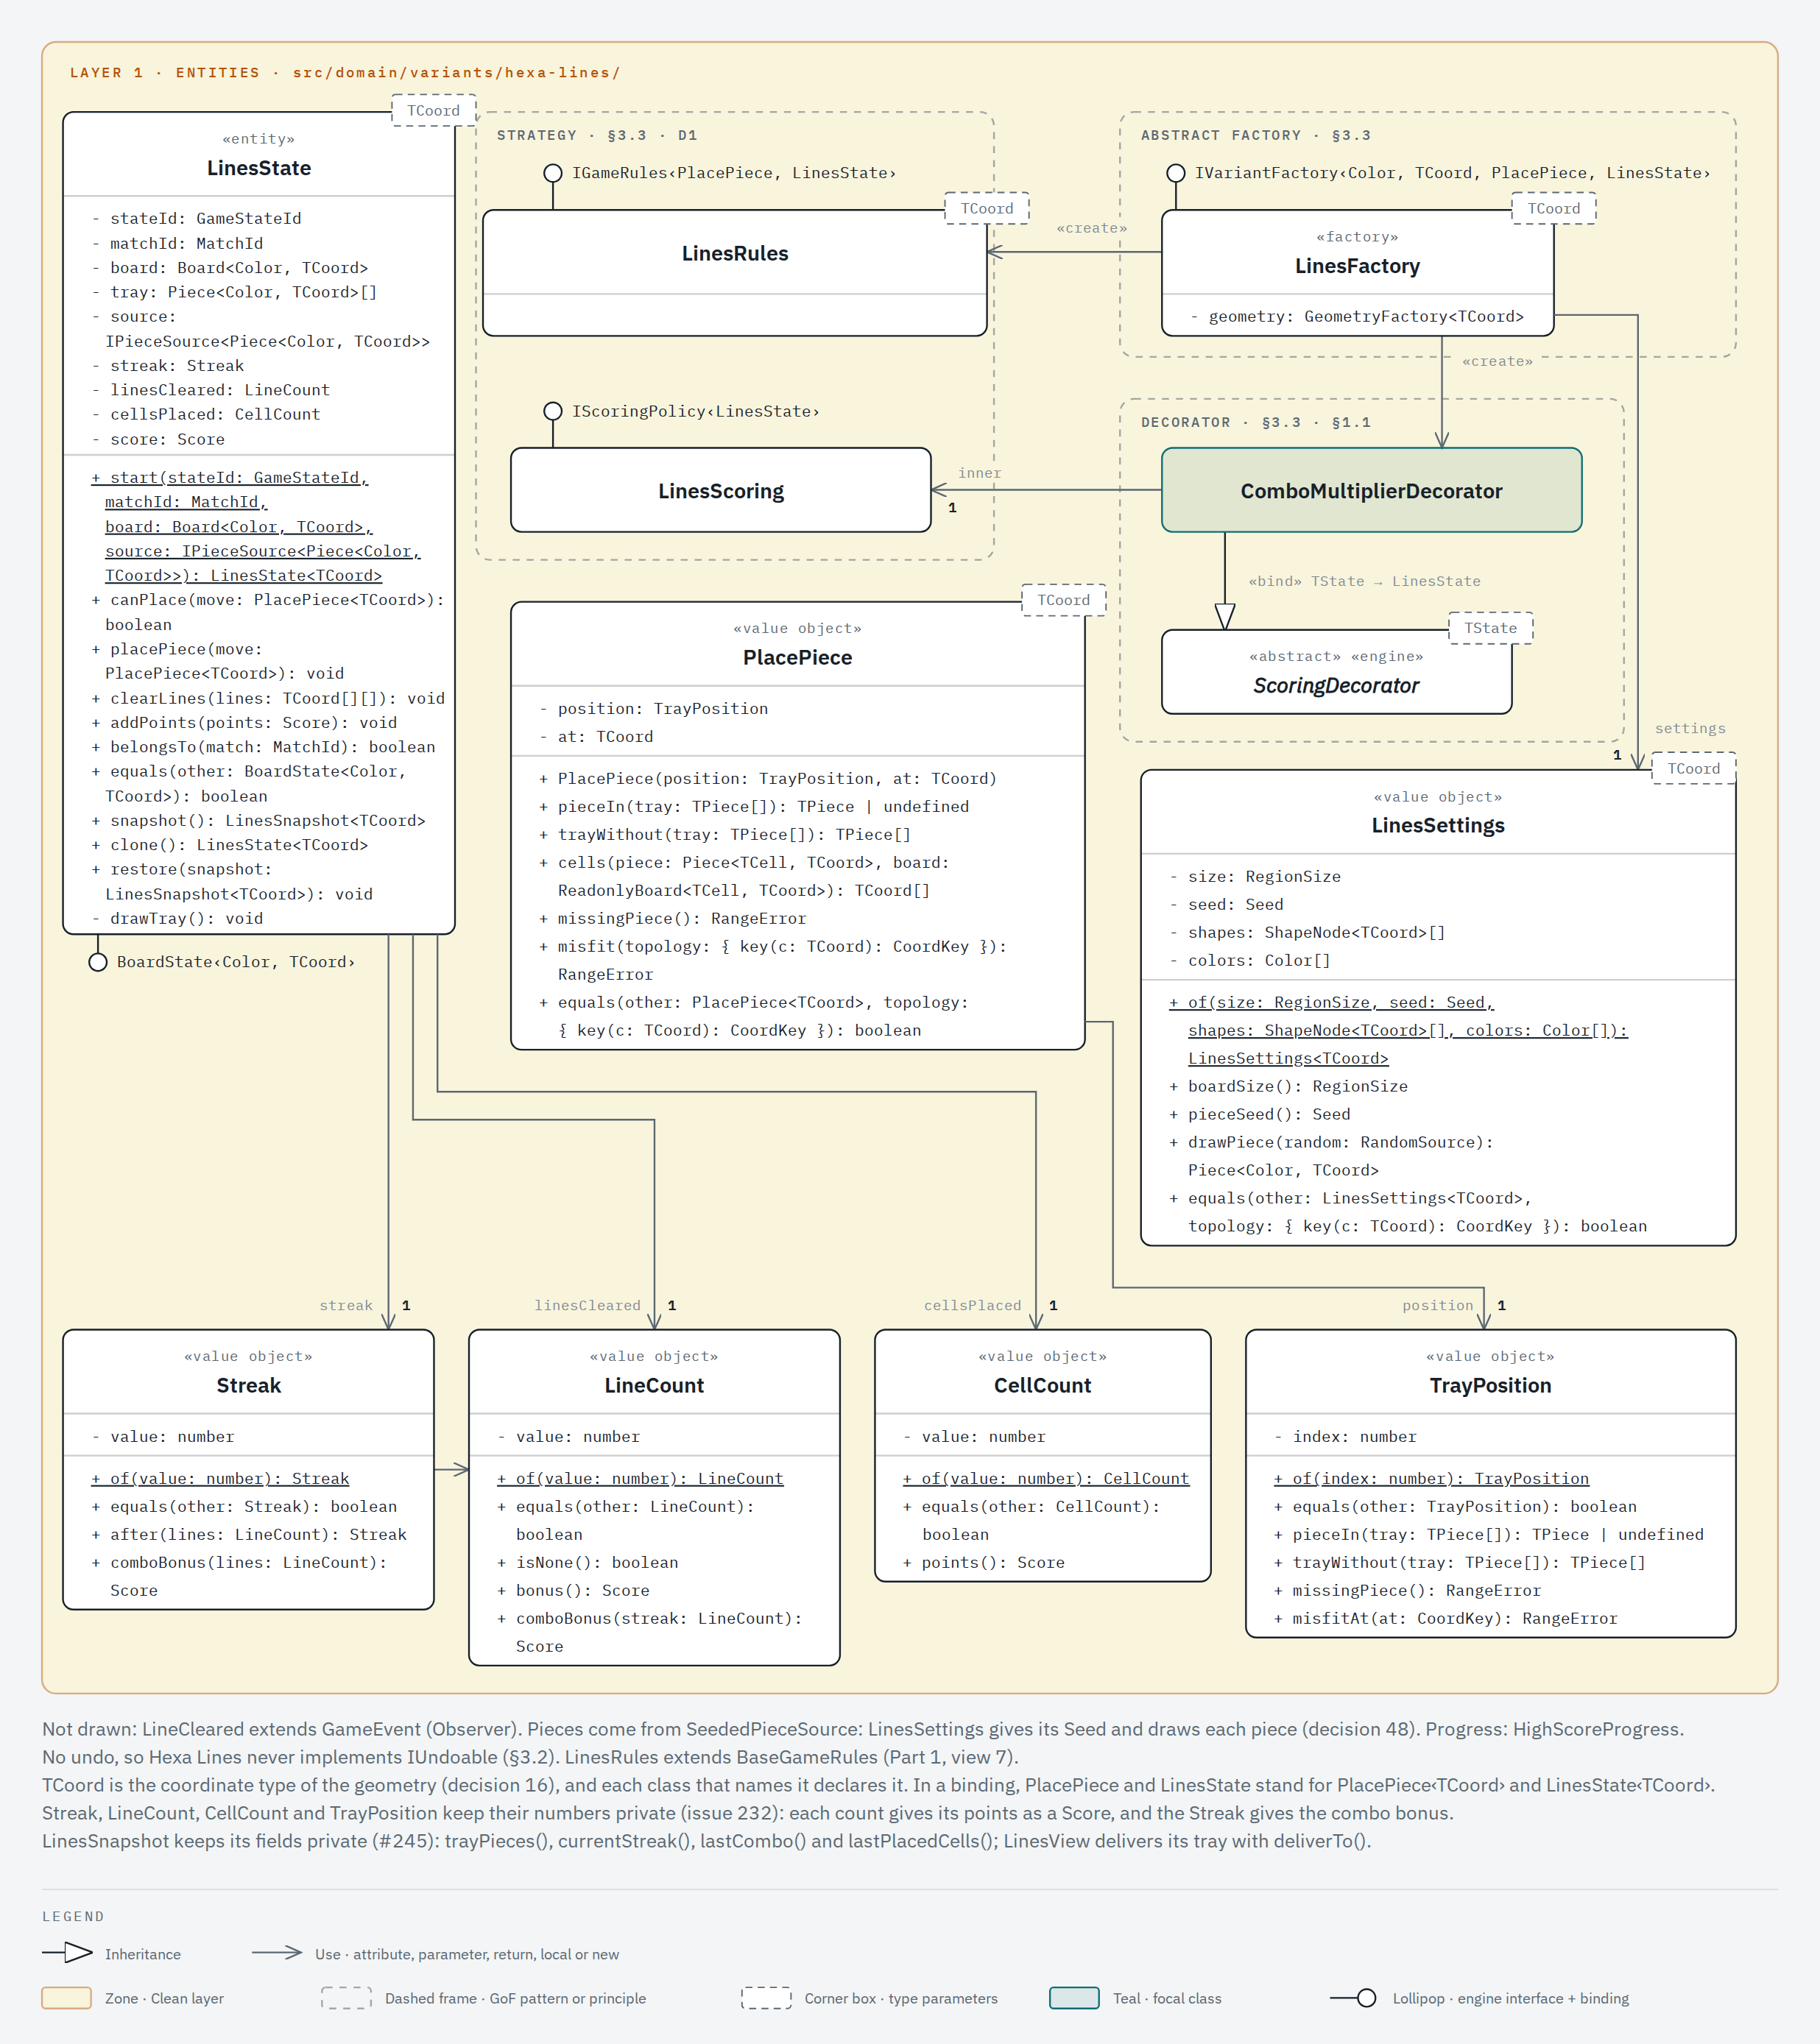 LAYER 1 · ENTITIES · src/domain/variants/hexa-lines/
TCoord
«entity»
LinesState
- stateId: GameStateId
- matchId: MatchId
- board: Board<Color, TCoord>
- tray: Piece<Color, TCoord>[]
- source:
IPieceSource<Piece<Color, TCoord>>
- streak: Streak
- linesCleared: LineCount
- cellsPlaced: CellCount
- score: Score
+ start(stateId: GameStateId,
matchId: MatchId,
board: Board<Color, TCoord>,
source: IPieceSource<Piece<Color,
TCoord>>): LinesState<TCoord>
+ canPlace(move: PlacePiece<TCoord>):
boolean
+ placePiece(move:
PlacePiece<TCoord>): void
+ clearLines(lines: TCoord[][]): void
+ addPoints(points: Score): void
+ belongsTo(match: MatchId): boolean
+ equals(other: BoardState<Color,
TCoord>): boolean
+ snapshot(): LinesSnapshot<TCoord>
+ clone(): LinesState<TCoord>
+ restore(snapshot:
LinesSnapshot<TCoord>): void
- drawTray(): void
BoardState‹Color, TCoord›
STRATEGY · §3.3 · D1
IGameRules‹PlacePiece, LinesState›
TCoord
LinesRules
«create»
IScoringPolicy‹LinesState›
LinesScoring
inner
1
ABSTRACT FACTORY · §3.3
IVariantFactory‹Color, TCoord, PlacePiece, LinesState›
TCoord
«factory»
LinesFactory
- geometry: GeometryFactory<TCoord>
«create»
DECORATOR · §3.3 · §1.1
ComboMultiplierDecorator
«bind» TState → LinesState
TState
«abstract» «engine»
ScoringDecorator
settings
1
TCoord
«value object»
PlacePiece
- position: TrayPosition
- at: TCoord
+ PlacePiece(position: TrayPosition, at: TCoord)
+ pieceIn(tray: TPiece[]): TPiece | undefined
+ trayWithout(tray: TPiece[]): TPiece[]
+ cells(piece: Piece<TCell, TCoord>, board:
ReadonlyBoard<TCell, TCoord>): TCoord[]
+ missingPiece(): RangeError
+ misfit(topology: { key(c: TCoord): CoordKey }):
RangeError
+ equals(other: PlacePiece<TCoord>, topology:
{ key(c: TCoord): CoordKey }): boolean
TCoord
«value object»
LinesSettings
- size: RegionSize
- seed: Seed
- shapes: ShapeNode<TCoord>[]
- colors: Color[]
+ of(size: RegionSize, seed: Seed,
shapes: ShapeNode<TCoord>[], colors: Color[]):
LinesSettings<TCoord>
+ boardSize(): RegionSize
+ pieceSeed(): Seed
+ drawPiece(random: RandomSource):
Piece<Color, TCoord>
+ equals(other: LinesSettings<TCoord>,
topology: { key(c: TCoord): CoordKey }): boolean
streak
1
linesCleared
1
cellsPlaced
1
position
1
«value object»
Streak
- value: number
+ of(value: number): Streak
+ equals(other: Streak): boolean
+ after(lines: LineCount): Streak
+ comboBonus(lines: LineCount):
Score
«value object»
LineCount
- value: number
+ of(value: number): LineCount
+ equals(other: LineCount):
boolean
+ isNone(): boolean
+ bonus(): Score
+ comboBonus(streak: LineCount):
Score
«value object»
CellCount
- value: number
+ of(value: number): CellCount
+ equals(other: CellCount):
boolean
+ points(): Score
«value object»
TrayPosition
- index: number
+ of(index: number): TrayPosition
+ equals(other: TrayPosition): boolean
+ pieceIn(tray: TPiece[]): TPiece | undefined
+ trayWithout(tray: TPiece[]): TPiece[]
+ missingPiece(): RangeError
+ misfitAt(at: CoordKey): RangeError
Not drawn: LineCleared extends GameEvent (Observer). Pieces come from SeededPieceSource: LinesSettings gives its Seed and draws each piece (decision 48). Progress: HighScoreProgress.
No undo, so Hexa Lines never implements IUndoable (§3.2). LinesRules extends BaseGameRules (Part 1, view 7).
TCoord is the coordinate type of the geometry (decision 16), and each class that names it declares it. In a binding, PlacePiece and LinesState stand for PlacePiece‹TCoord› and LinesState‹TCoord›.
Streak, LineCount, CellCount and TrayPosition keep their numbers private (issue 232): each count gives its points as a Score, and the Streak gives the combo bonus.
LinesSnapshot keeps its fields private (#245): trayPieces(), currentStreak(), lastCombo() and lastPlacedCells(); LinesView delivers its tray with deliverTo().
LEGEND
Inheritance
Use · attribute, parameter, return, local or new
Zone · Clean layer
Dashed frame · GoF pattern or principle
Corner box · type parameters
Teal · focal class
Lollipop · engine interface + binding